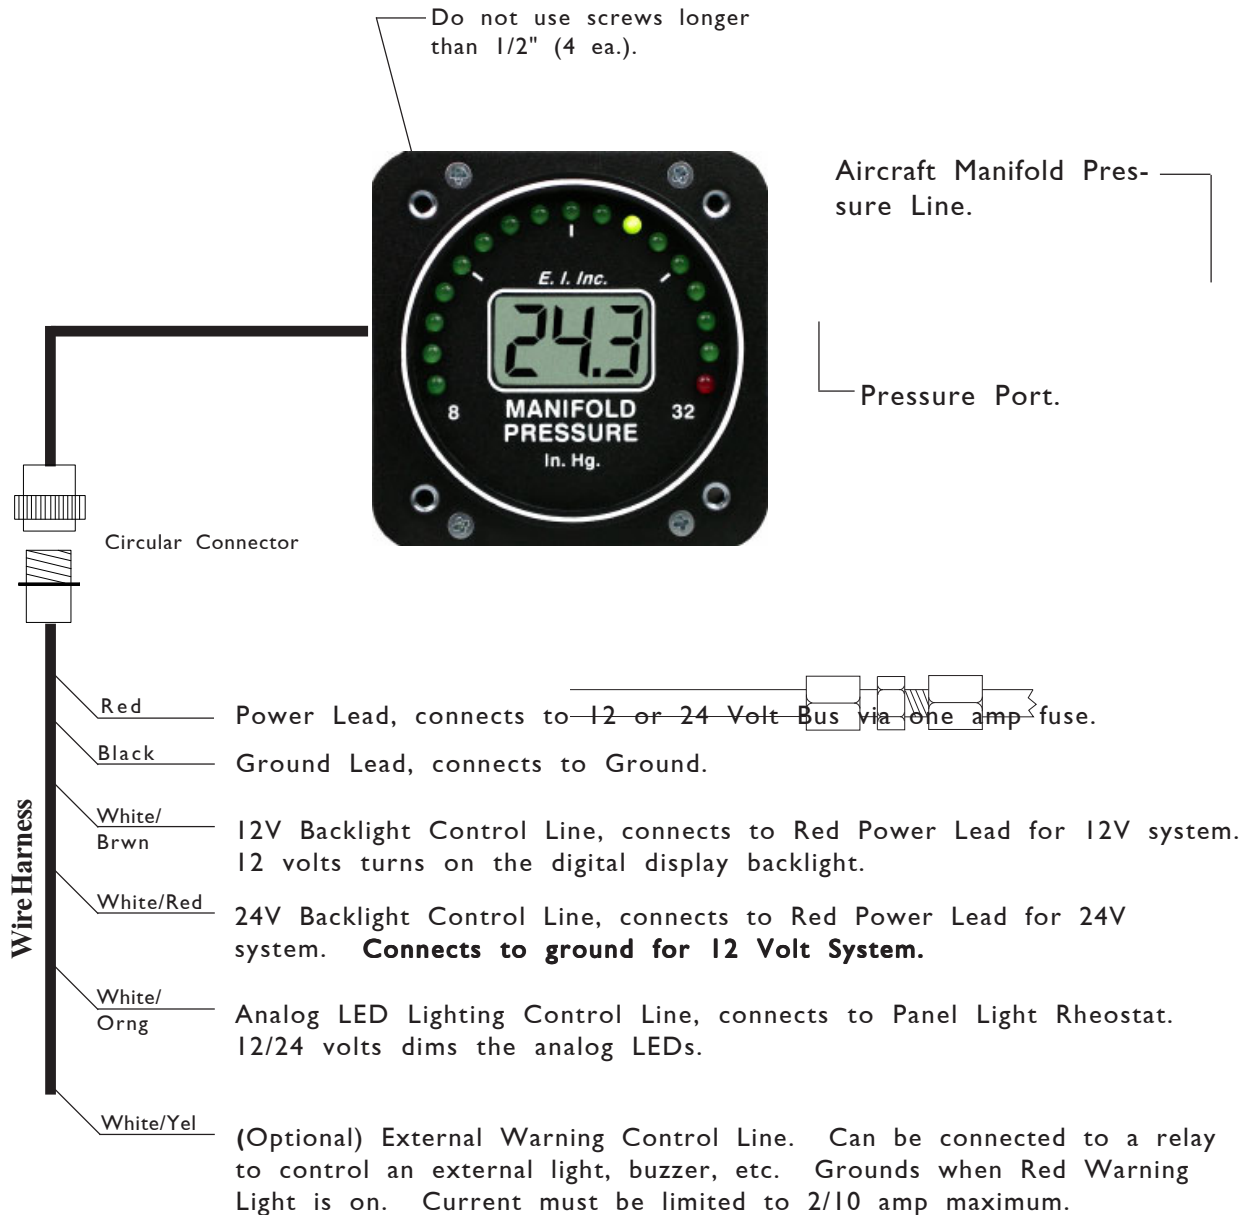 Do not use screws longer
than 1/2" (4 ea.).
Aircraft Manifold Pres-
sure Line.
E. I. Inc.
24.3
8
MANIFOLD
32
PRESSURE
In. Hg.
Pressure Port.
Circular Connector
Wire Harness
Red
Power Lead, connects to 12 or 24 Volt Bus via one amp fuse.
Black
Ground Lead, connects to Ground.
White/
Brwn
12V Backlight Control Line, connects to Red Power Lead for 12V system.
12 volts turns on the digital display backlight.
White/Red
24V Backlight Control Line, connects to Red Power Lead for 24V
system. Connects to ground for 12 Volt System.
White/
Orng
Analog LED Lighting Control Line, connects to Panel Light Rheostat.
12/24 volts dims the analog LEDs.
White/Yel
(Optional) External Warning Control Line. Can be connected to a relay
to control an external light, buzzer, etc. Grounds when Red Warning
Light is on. Current must be limited to 2/10 amp maximum.